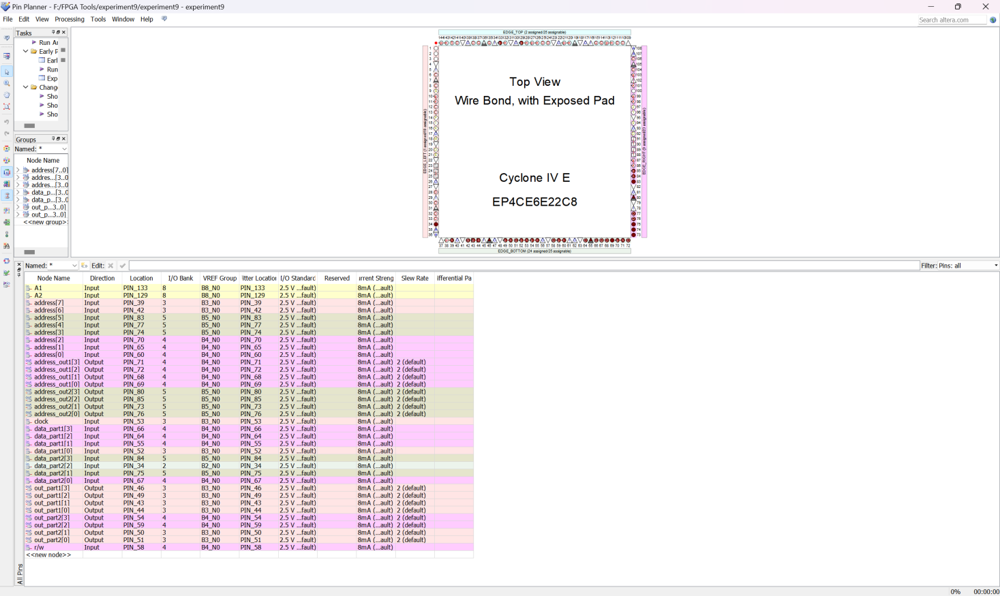 Pin Planner - F:/FPGA Tools/experiment9/experiment9 - experiment9
File Edit View Processing Tools Window Help
Search altera.com
Tasks
Run Ar
Early P
Earl
Run
Exp
Chang
Sho
Sho
Sho
Groups
Named: *
Node Name
address[7..0]
addres...[3..0
addres...[3..0
data_p...[3..0
data_p...[3..0
out_p...3..0]
out_p...3..0]
<<new group>>
EDGE_TOP (2 assigned/25 assignable)
Top View
Wire Bond, with Exposed Pad
Cyclone IV E
EP4CE6E22C8
EDGE_BOTTOM (24 assigned/25 assignable)
Named: * Edit: Filter: Pins: all
Node Name Direction Location I/O Bank VREF Group itter Location I/O Standard Reserved urrent Streng Slew Rate ifferential Pa
A1 Input PIN_133 8 B8_N0 PIN_133 2.5 V ...fault) 8mA (...ault)
A2 Input PIN_129 8 B8_N0 PIN_129 2.5 V ...fault) 8mA (...ault)
address[7] Input PIN_39 3 B3_N0 PIN_39 2.5 V ...fault) 8mA (...ault)
address[6] Input PIN_42 3 B3_N0 PIN_42 2.5 V ...fault) 8mA (...ault)
address[5] Input PIN_83 5 B5_N0 PIN_83 2.5 V ...fault) 8mA (...ault)
address[4] Input PIN_77 5 B5_N0 PIN_77 2.5 V ...fault) 8mA (...ault)
address[3] Input PIN_74 5 B5_N0 PIN_74 2.5 V ...fault) 8mA (...ault)
address[2] Input PIN_70 4 B4_N0 PIN_70 2.5 V ...fault) 8mA (...ault)
address[1] Input PIN_65 4 B4_N0 PIN_65 2.5 V ...fault) 8mA (...ault)
address[0] Input PIN_60 4 B4_N0 PIN_60 2.5 V ...fault) 8mA (...ault)
address_out1[3] Output PIN_71 4 B4_N0 PIN_71 2.5 V ...fault) 8mA (...ault) 2 (default)
address_out1[2] Output PIN_72 4 B4_N0 PIN_72 2.5 V ...fault) 8mA (...ault) 2 (default)
address_out1[1] Output PIN_68 4 B4_N0 PIN_68 2.5 V ...fault) 8mA (...ault) 2 (default)
address_out1[0] Output PIN_69 4 B4_N0 PIN_69 2.5 V ...fault) 8mA (...ault) 2 (default)
address_out2[3] Output PIN_80 5 B5_N0 PIN_80 2.5 V ...fault) 8mA (...ault) 2 (default)
address_out2[2] Output PIN_85 5 B5_N0 PIN_85 2.5 V ...fault) 8mA (...ault) 2 (default)
address_out2[1] Output PIN_73 5 B5_N0 PIN_73 2.5 V ...fault) 8mA (...ault) 2 (default)
address_out2[0] Output PIN_76 5 B5_N0 PIN_76 2.5 V ...fault) 8mA (...ault) 2 (default)
clock Input PIN_53 3 B3_N0 PIN_53 2.5 V ...fault) 8mA (...ault)
data_part1[3] Input PIN_66 4 B4_N0 PIN_66 2.5 V ...fault) 8mA (...ault)
data_part1[2] Input PIN_64 4 B4_N0 PIN_64 2.5 V ...fault) 8mA (...ault)
data_part1[1] Input PIN_55 4 B4_N0 PIN_55 2.5 V ...fault) 8mA (...ault)
data_part1[0] Input PIN_52 3 B3_N0 PIN_52 2.5 V ...fault) 8mA (...ault)
data_part2[3] Input PIN_84 5 B5_N0 PIN_84 2.5 V ...fault) 8mA (...ault)
data_part2[2] Input PIN_34 2 B2_N0 PIN_34 2.5 V ...fault) 8mA (...ault)
data_part2[1] Input PIN_75 5 B5_N0 PIN_75 2.5 V ...fault) 8mA (...ault)
data_part2[0] Input PIN_67 4 B4_N0 PIN_67 2.5 V ...fault) 8mA (...ault)
out_part1[3] Output PIN_46 3 B3_N0 PIN_46 2.5 V ...fault) 8mA (...ault) 2 (default)
out_part1[2] Output PIN_49 3 B3_N0 PIN_49 2.5 V ...fault) 8mA (...ault) 2 (default)
out_part1[1] Output PIN_43 3 B3_N0 PIN_43 2.5 V ...fault) 8mA (...ault) 2 (default)
out_part1[0] Output PIN_44 3 B3_N0 PIN_44 2.5 V ...fault) 8mA (...ault) 2 (default)
out_part2[3] Output PIN_54 4 B4_N0 PIN_54 2.5 V ...fault) 8mA (...ault) 2 (default)
out_part2[2] Output PIN_59 4 B4_N0 PIN_59 2.5 V ...fault) 8mA (...ault) 2 (default)
out_part2[1] Output PIN_50 3 B3_N0 PIN_50 2.5 V ...fault) 8mA (...ault) 2 (default)
out_part2[0] Output PIN_51 3 B3_N0 PIN_51 2.5 V ...fault) 8mA (...ault) 2 (default)
r/w Input PIN_58 4 B4_N0 PIN_58 2.5 V ...fault) 8mA (...ault)
<<new node>>
All Pins
0% 00:00:00